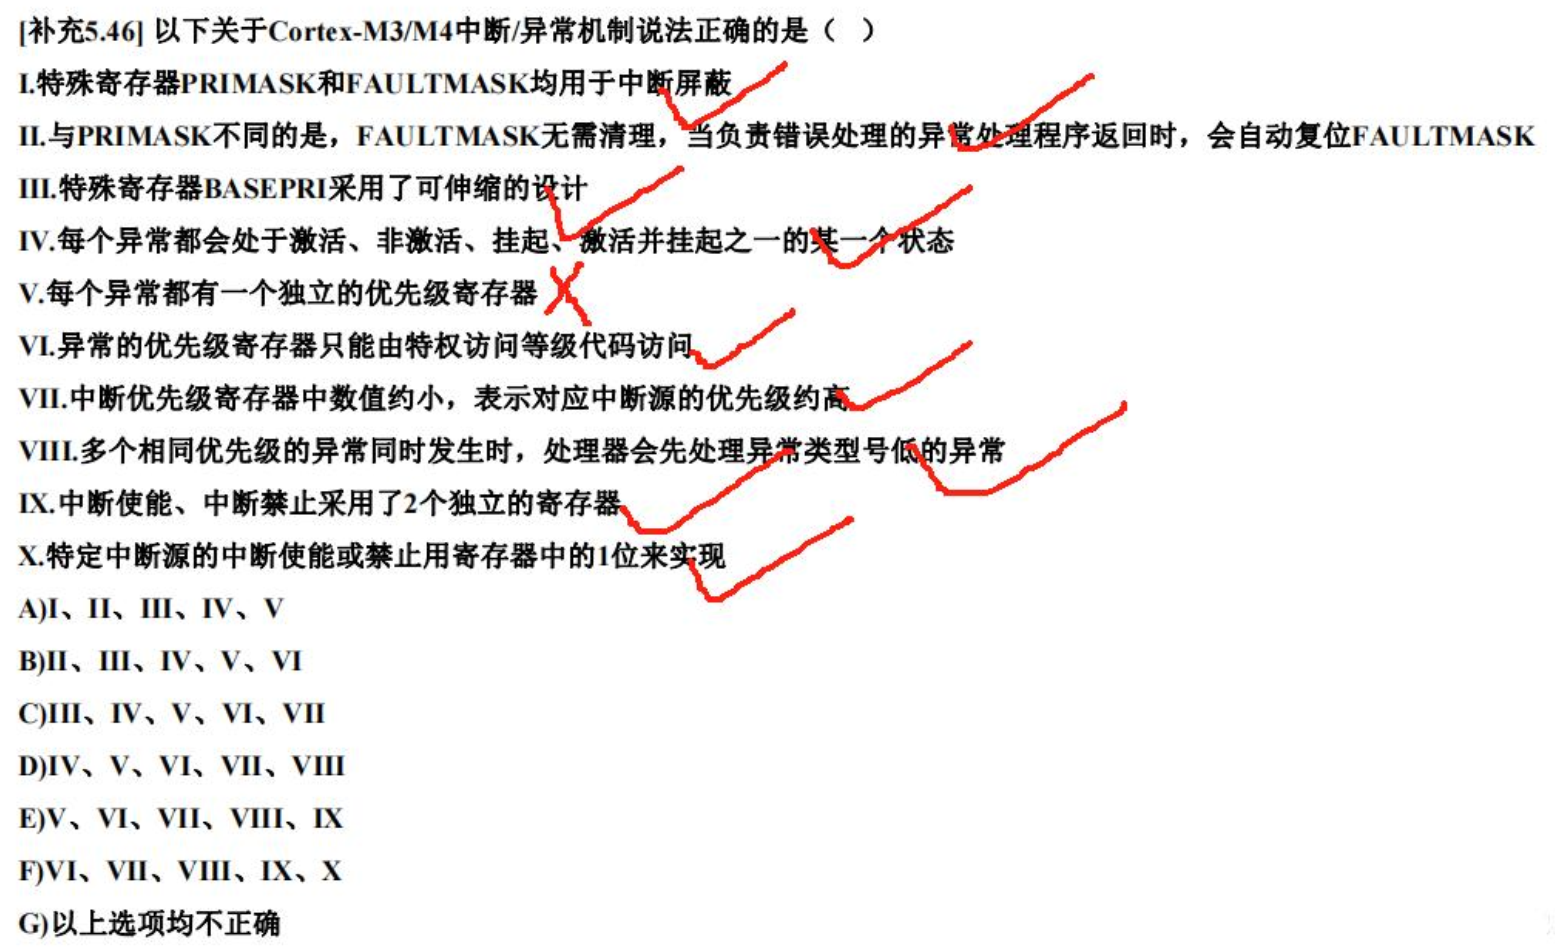 [补充5.46] 以下关于Cortex-M3/M4中断/异常机制说法正确的是（ ）
I.特殊寄存器PRIMASK和FAULTMASK均用于中断屏蔽
II.与PRIMASK不同的是，FAULTMASK无需清理，当负责错误处理的异常处理程序返回时，会自动复位FAULTMASK
III.特殊寄存器BASEPRI采用了可伸缩的设计
IV.每个异常都会处于激活、非激活、挂起、激活并挂起之一的某一个状态
V.每个异常都有一个独立的优先级寄存器
VI.异常的优先级寄存器只能由特权访问等级代码访问
VII.中断优先级寄存器中数值约小，表示对应中断源的优先级约高
VIII.多个相同优先级的异常同时发生时，处理器会先处理异常类型号低的异常
IX.中断使能、中断禁止采用了2个独立的寄存器
X.特定中断源的中断使能或禁止用寄存器中的1位来实现
A)I、II、III、IV、V
B)II、III、IV、V、VI
C)III、IV、V、VI、VII
D)IV、V、VI、VII、VIII
E)V、VI、VII、VIII、IX
F)VI、VII、VIII、IX、X
G)以上选项均不正确